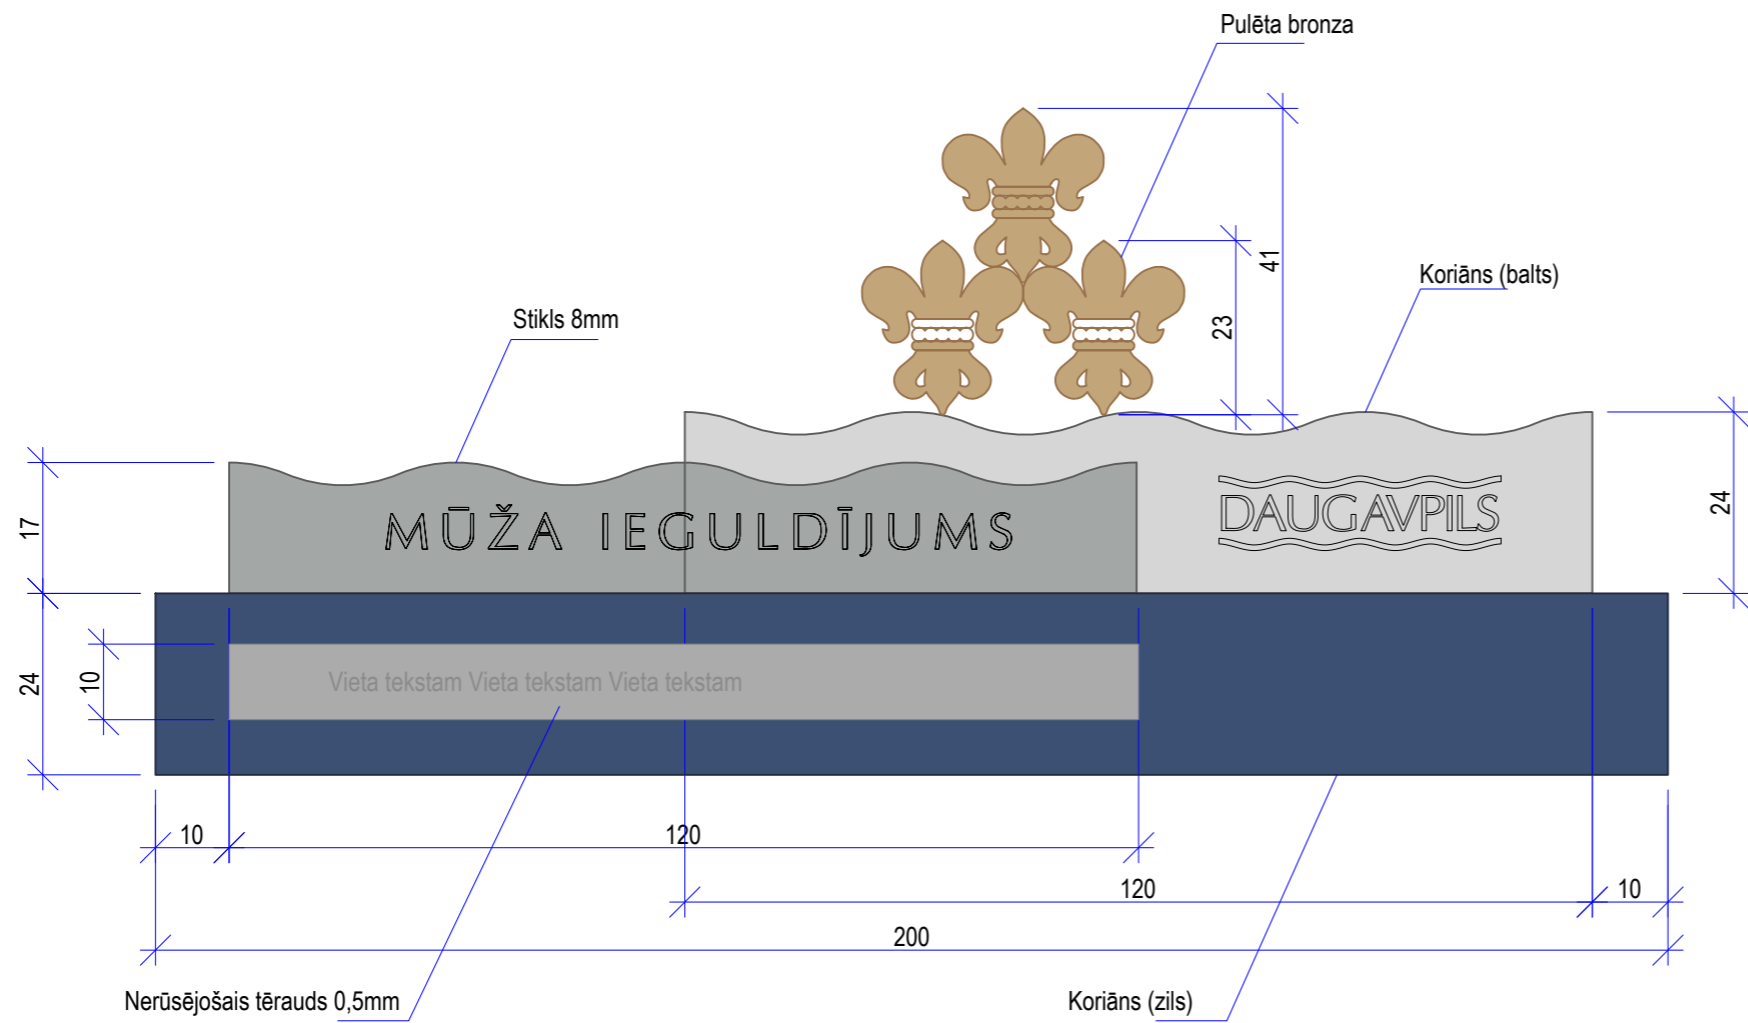 Pulēta bronza
41
Koriāns (balts)
23
Stikls 8mm
24
17
MŪŽA IEGULDĪJUMS
DAUGAVPILS
24
10
Vieta tekstam Vieta tekstam Vieta tekstam
10
120
120
10
200
Nerūsējošais tērauds 0,5mm
Koriāns (zils)